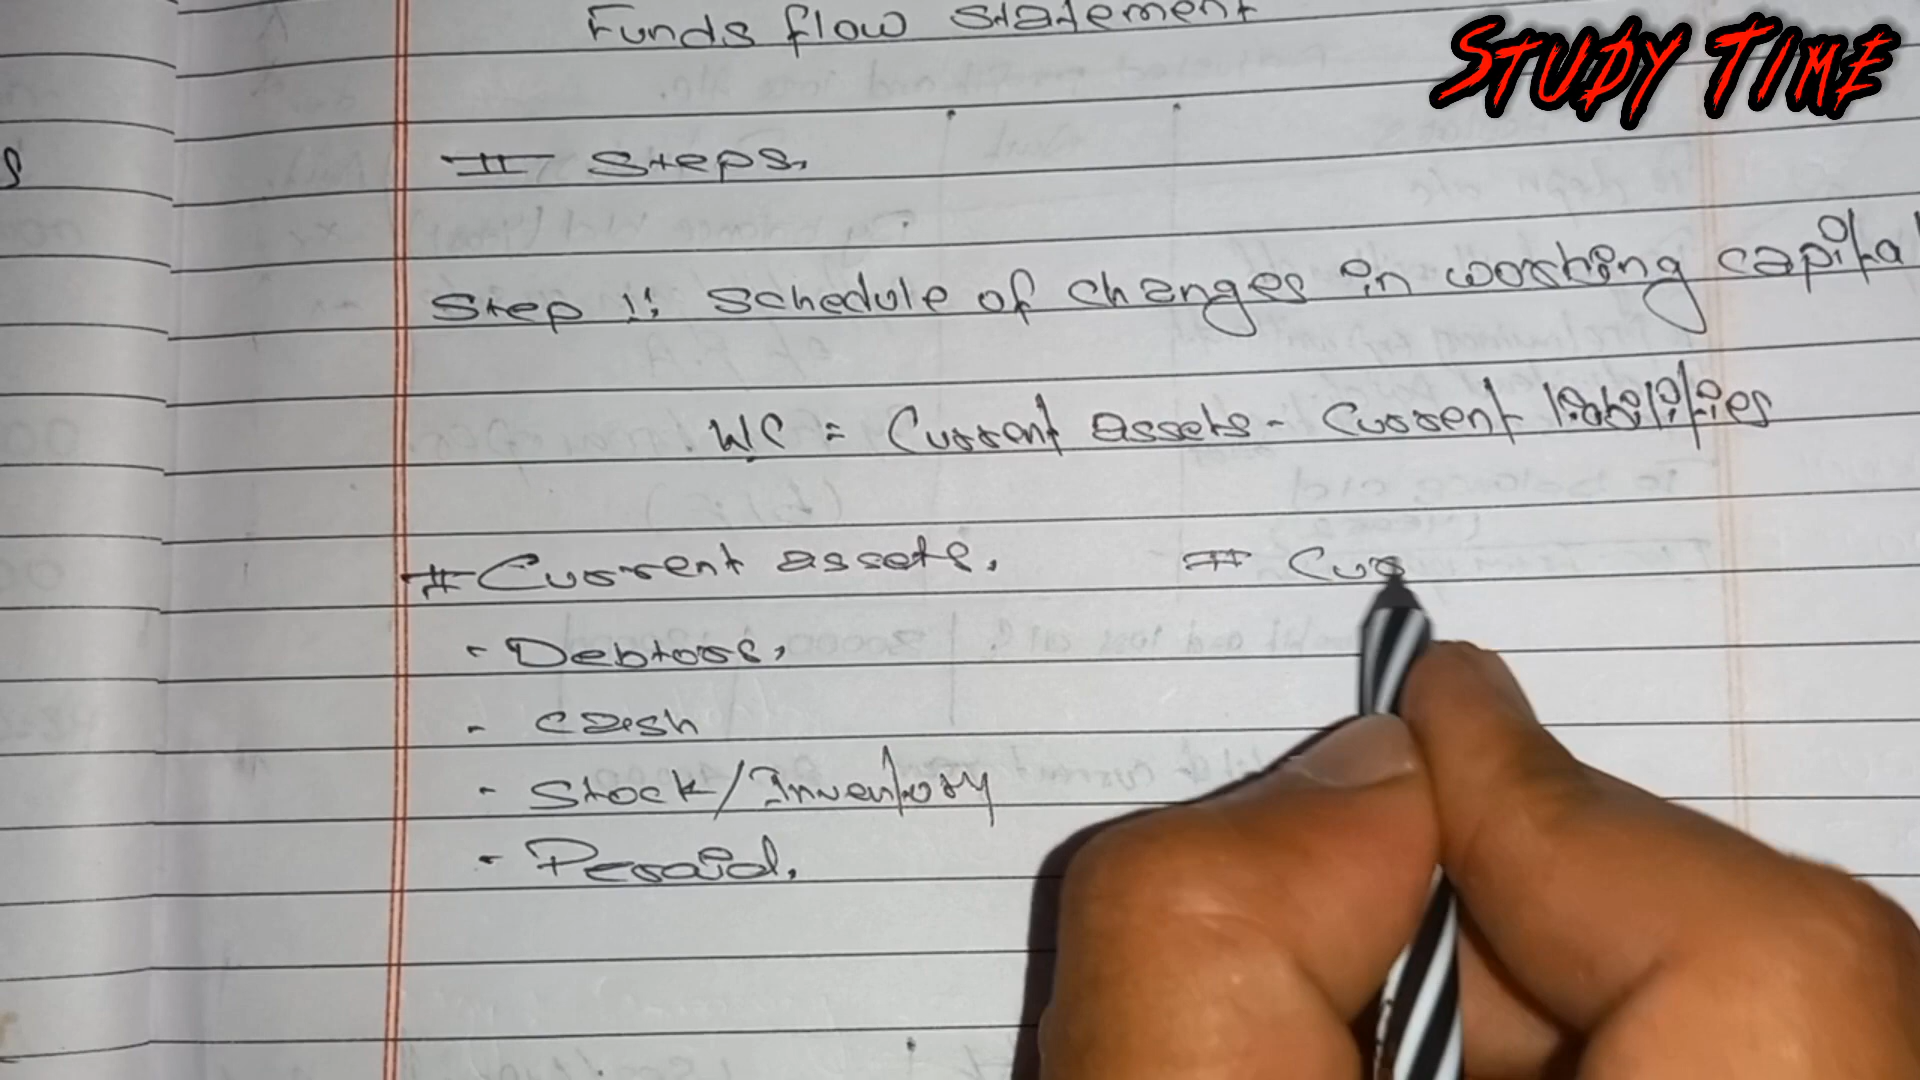 Funds flow statement
STUDY TIME
# Steps.
Step 1: Schedule of changes in working capital
WC = Current assets - Current liabilities
# Current assets. # Cur
- Debtors,
- Cash
- Stock/Inventory
- Peraid.